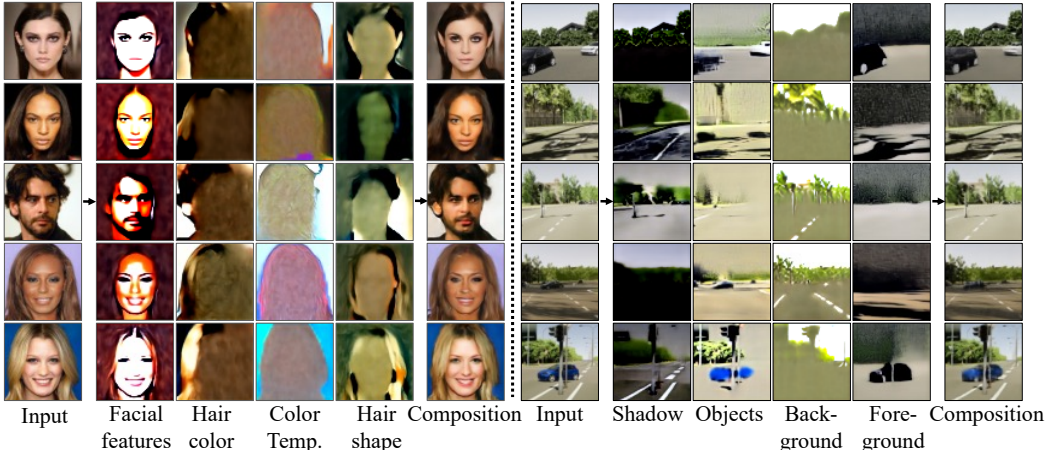 Input Facial Hair Color Hair Composition Input Shadow Objects Back- Fore- Composition
features color Temp. shape ground ground